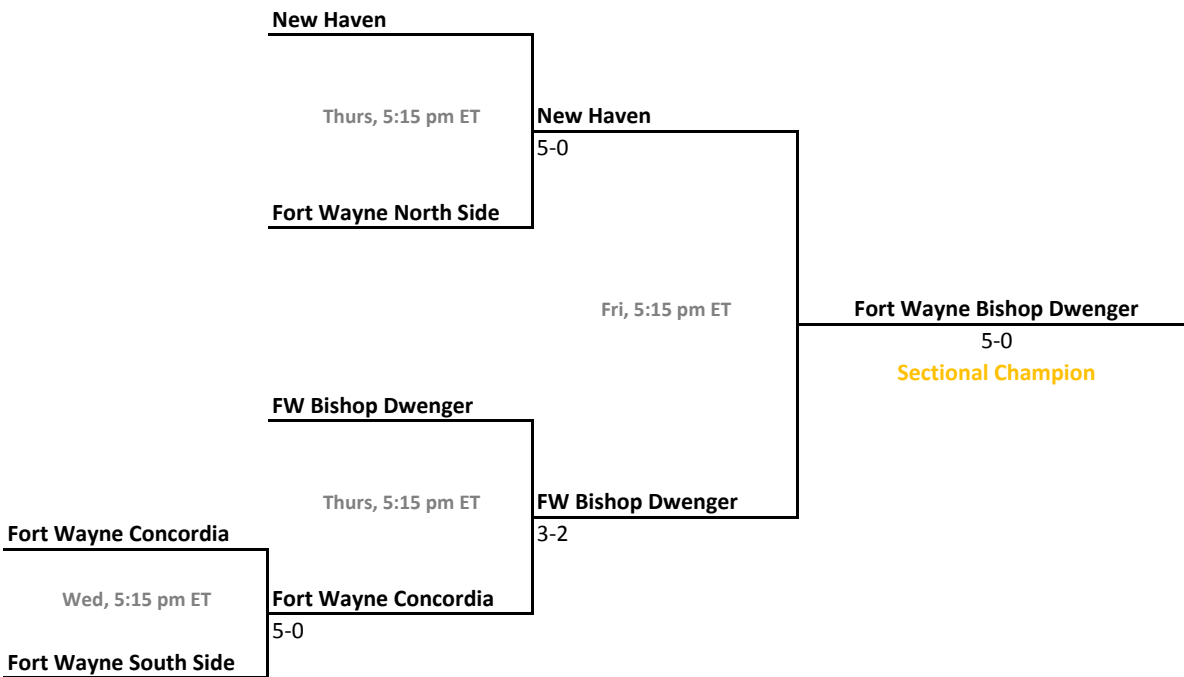 New Haven
Thurs, 5:15 pm ET
New Haven
5-0
Fort Wayne North Side
Fri, 5:15 pm ET
Fort Wayne Bishop Dwenger
5-0
Sectional Champion
FW Bishop Dwenger
Thurs, 5:15 pm ET
FW Bishop Dwenger
3-2
Fort Wayne Concordia
Wed, 5:15 pm ET
Fort Wayne Concordia
5-0
Fort Wayne South Side